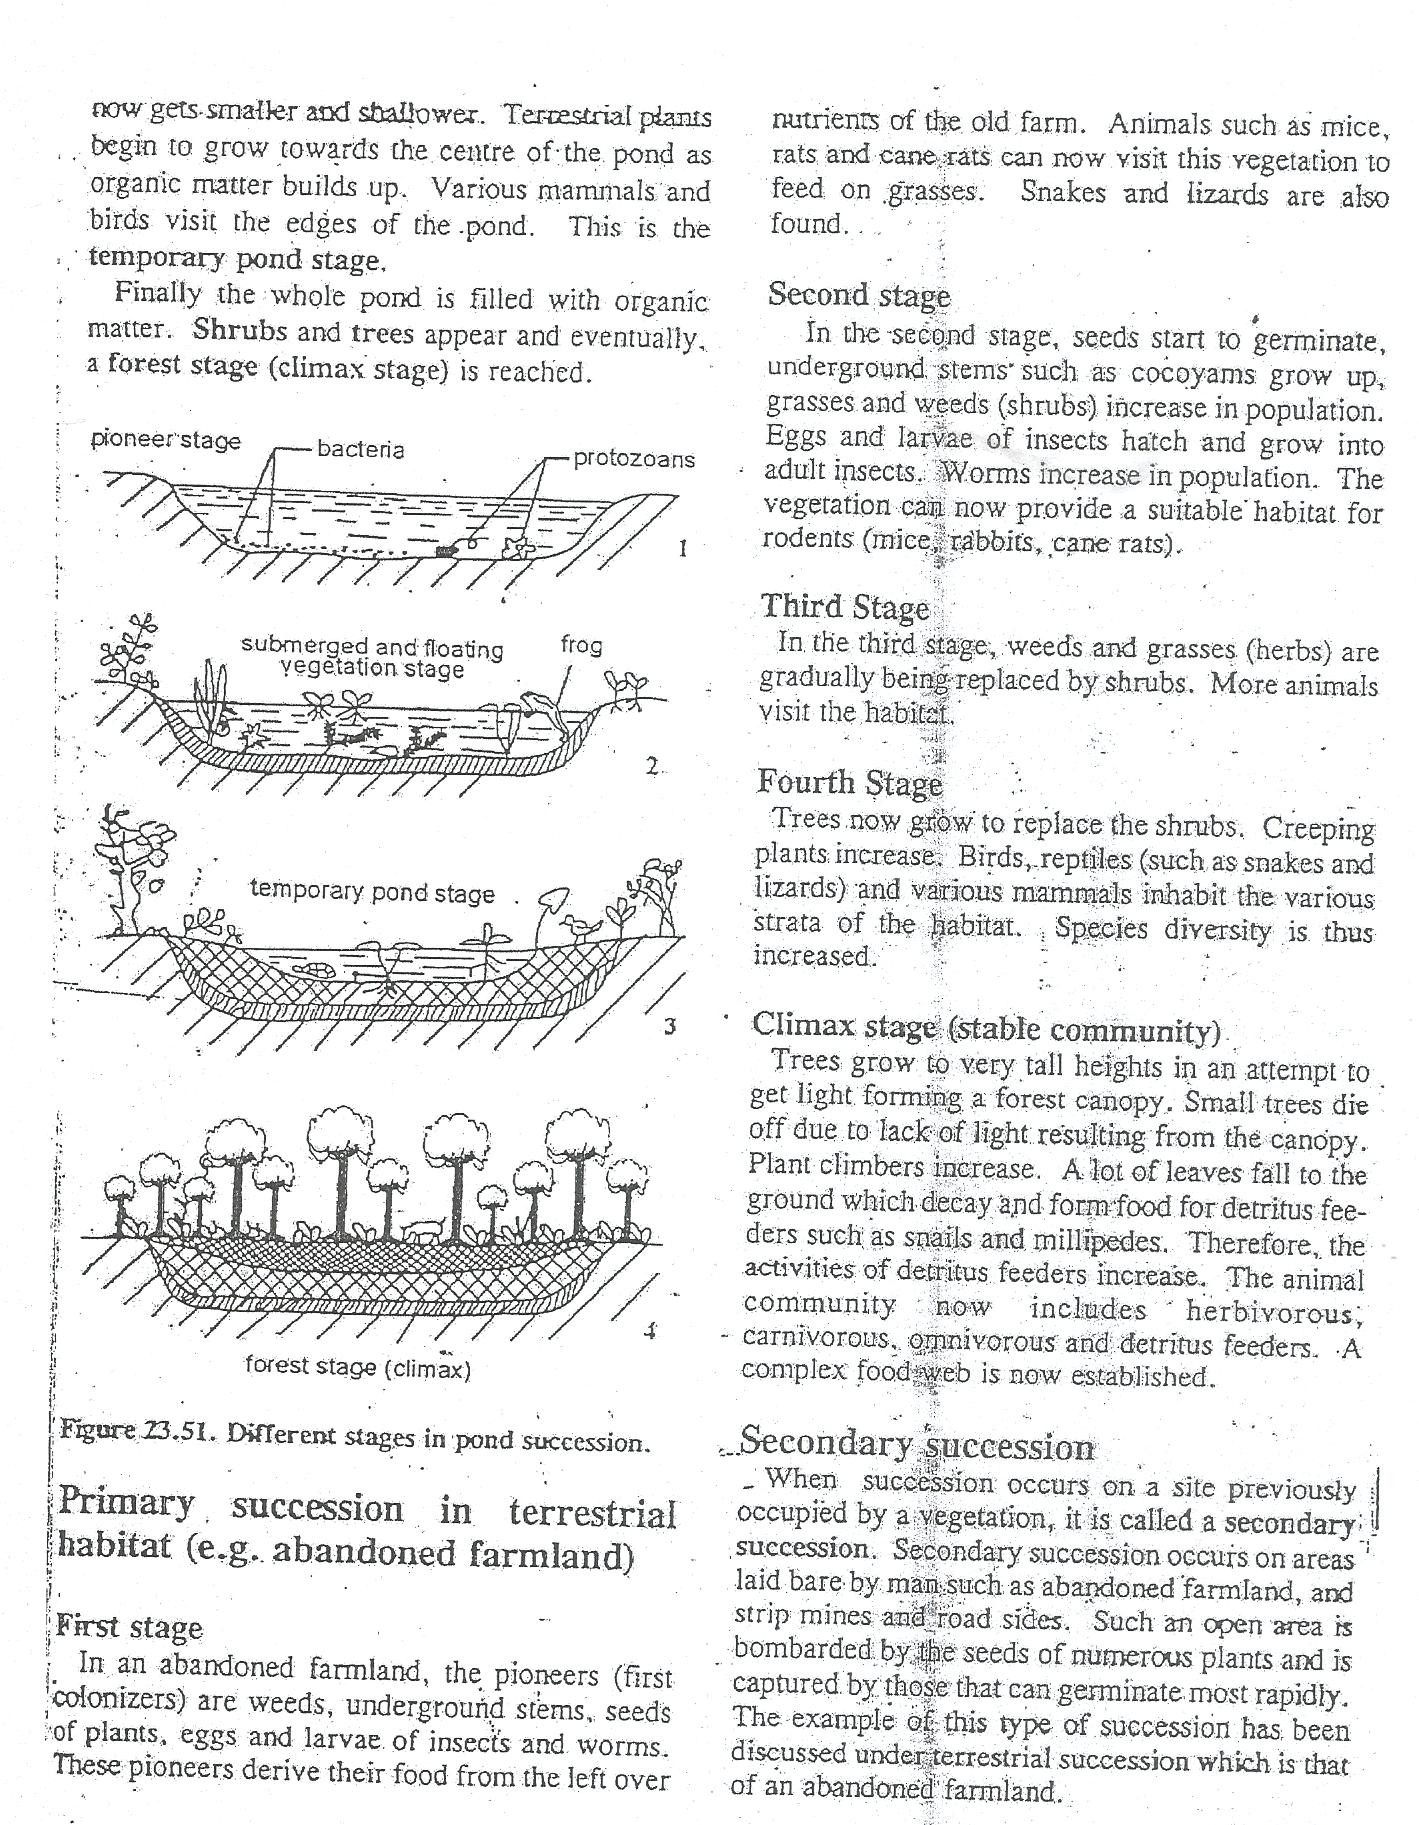 now gets smaller and shallower. Terrestrial plants
begin to grow towards the centre of the pond as
organic matter builds up. Various mammals and
birds visit the edges of the pond. This is the
temporary pond stage.
Finally the whole pond is filled with organic
matter. Shrubs and trees appear and eventually,
a forest stage (climax stage) is reached.
pioneer stage
bacteria
protozoans
1
submerged and floating
vegetation stage
frog
2
temporary pond stage
3
4
forest stage (climax)
Figure 23.51. Different stages in pond succession.
Primary succession in terrestrial
habitat (e.g. abandoned farmland)
First stage
In an abandoned farmland, the pioneers (first
colonizers) are weeds, underground stems, seeds
of plants, eggs and larvae of insects and worms.
These pioneers derive their food from the left over
nutrients of the old farm. Animals such as mice,
rats and cane rats can now visit this vegetation to
feed on grasses. Snakes and lizards are also
found.
Second stage
In the second stage, seeds start to germinate,
underground stems such as cocoyams grow up,
grasses and weeds (shrubs) increase in population.
Eggs and larvae of insects hatch and grow into
adult insects. Worms increase in population. The
vegetation can now provide a suitable habitat for
rodents (mice, rabbits, cane rats).
Third Stage
In the third stage, weeds and grasses (herbs) are
gradually being replaced by shrubs. More animals
visit the habitat.
Fourth Stage
Trees now grow to replace the shrubs. Creeping
plants increase. Birds, reptiles (such as snakes and
lizards) and various mammals inhabit the various
strata of the habitat. Species diversity is thus
increased.
Climax stage (stable community)
Trees grow to very tall heights in an attempt to
get light forming a forest canopy. Small trees die
off due to lack of light resulting from the canopy.
Plant climbers increase. A lot of leaves fall to the
ground which decay and form food for detritus fee-
ders such as snails and millipedes. Therefore, the
activities of detritus feeders increase. The animal
community now includes herbivorous,
carnivorous, omnivorous and detritus feeders. A
complex food web is now established.
Secondary succession
When succession occurs on a site previously
occupied by a vegetation, it is called a secondary
succession. Secondary succession occurs on areas
laid bare by man such as abandoned farmland, and
strip mines and road sides. Such an open area is
bombarded by the seeds of numerous plants and is
captured by those that can germinate most rapidly.
The example of this type of succession has been
discussed under terrestrial succession which is that
of an abandoned farmland.